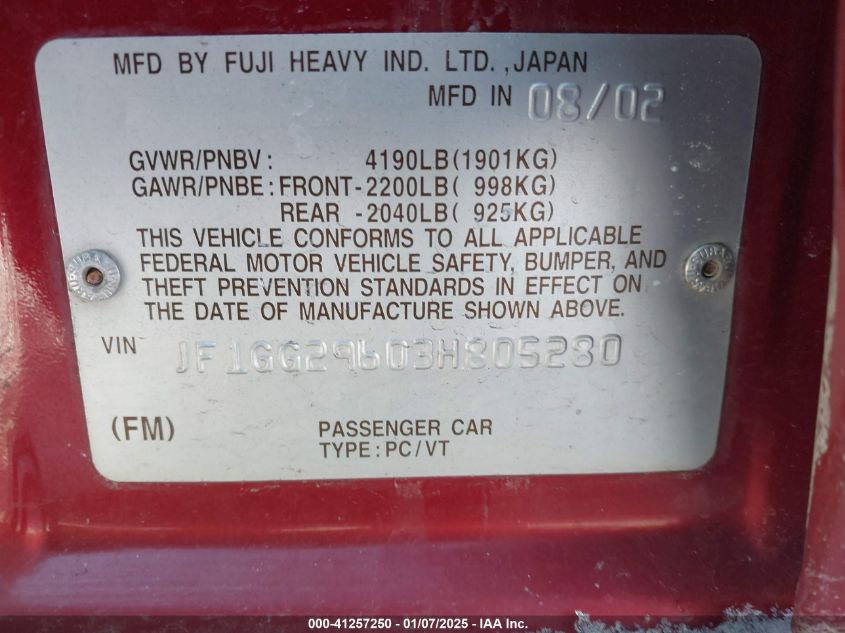 MFD BY FUJI HEAVY IND. LTD. ,JAPAN
MFD IN 08/02
GVWR/PNBV: 4190LB(1901KG)
GAWR/PNBE: FRONT-2200LB( 998KG)
REAR -2040LB( 925KG)
THIS VEHICLE CONFORMS TO ALL APPLICABLE
FEDERAL MOTOR VEHICLE SAFETY, BUMPER, AND
THEFT PREVENTION STANDARDS IN EFFECT ON
THE DATE OF MANUFACTURE SHOWN ABOVE.
VIN JF1GG29603H805280
(FM) PASSENGER CAR
TYPE:PC/VT
000-41257250 - 01/07/2025 - IAA Inc.